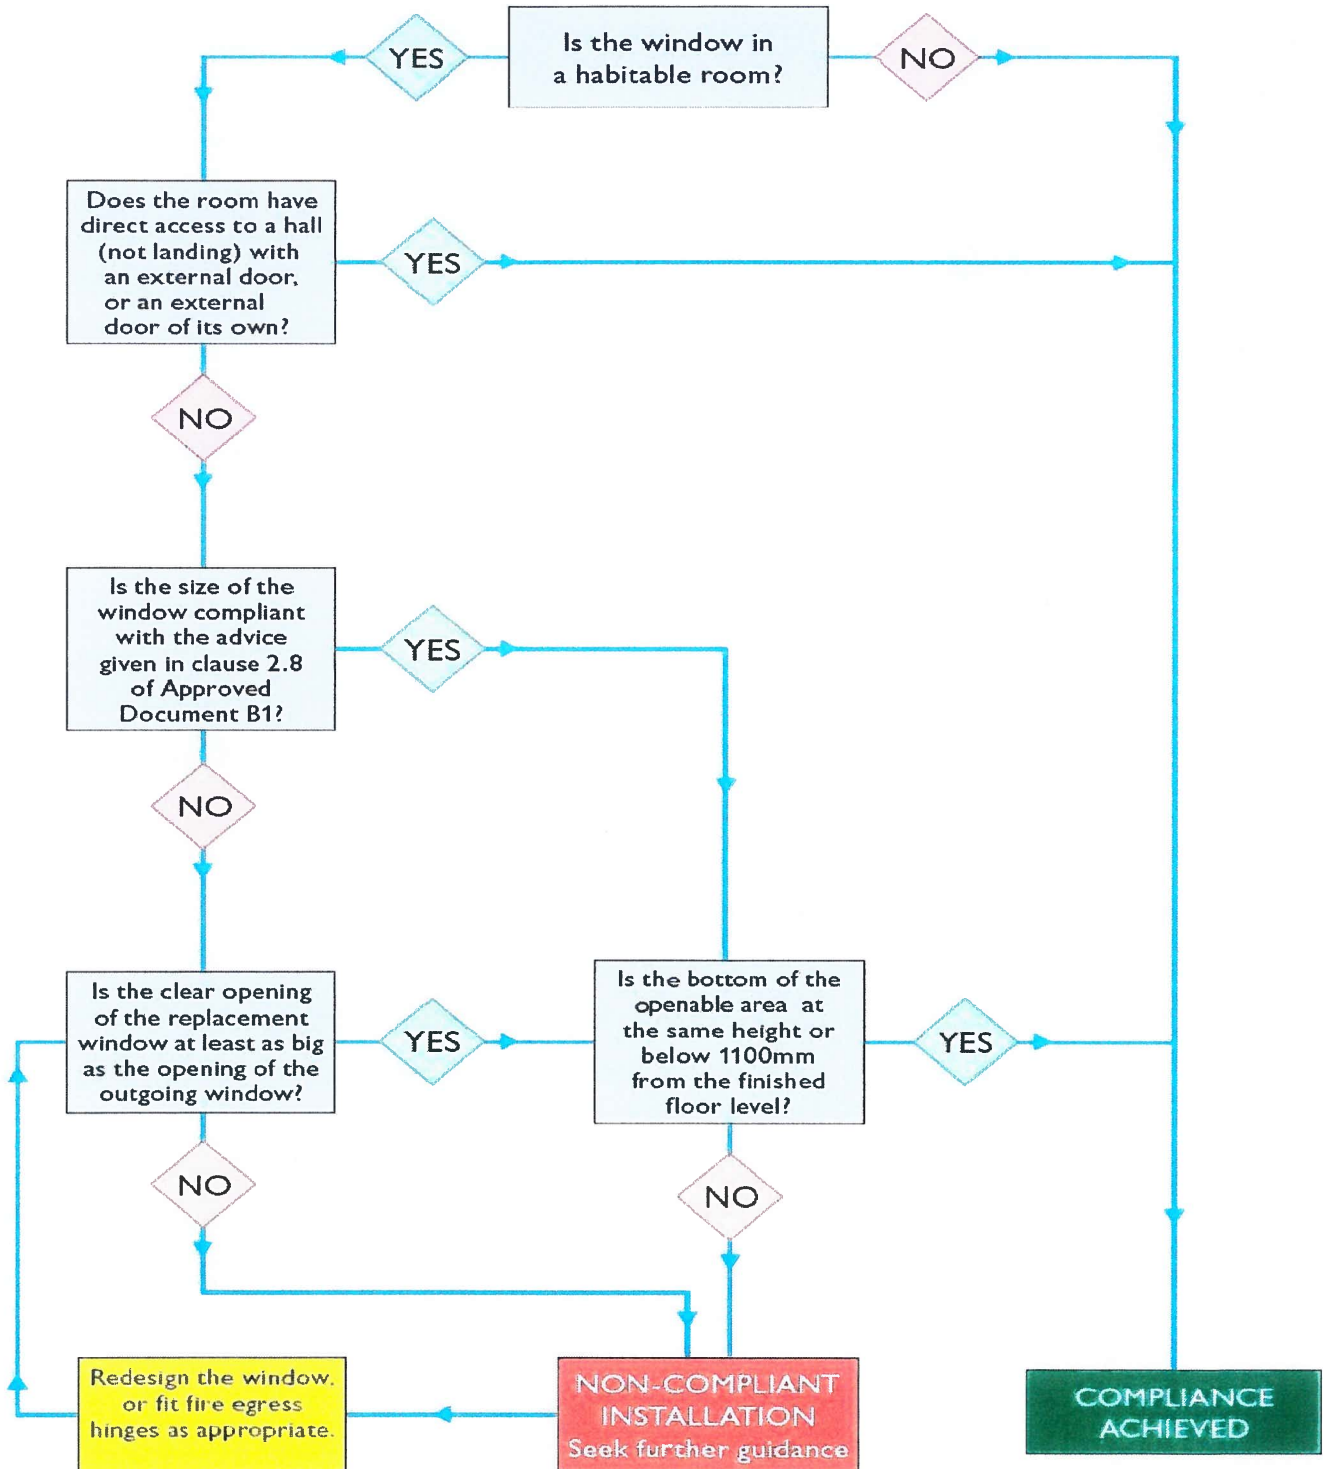 YES
Is the window in
a habitable room?
NO
Does the room have
direct access to a hall
(not landing) with
an external door,
or an external
door of its own?
YES
NO
Is the size of the
window compliant
with the advice
given in clause 2.8
of Approved
Document B1?
YES
NO
Is the clear opening
of the replacement
window at least as big
as the opening of the
outgoing window?
YES
Is the bottom of the
openable area at
the same height or
below 1100mm
from the finished
floor level?
YES
NO
NO
Redesign the window,
or fit fire egress
hinges as appropriate.
NON-COMPLIANT
INSTALLATION
Seek further guidance
COMPLIANCE
ACHIEVED